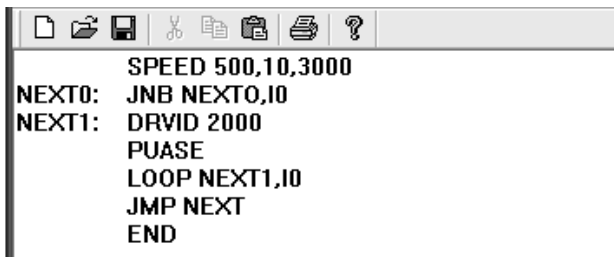 SPEED 500,10,3000
NEXT0: JNB NEXTO,I0
NEXT1: DRVID 2000
PUASE
LOOP NEXT1,I0
JMP NEXT
END